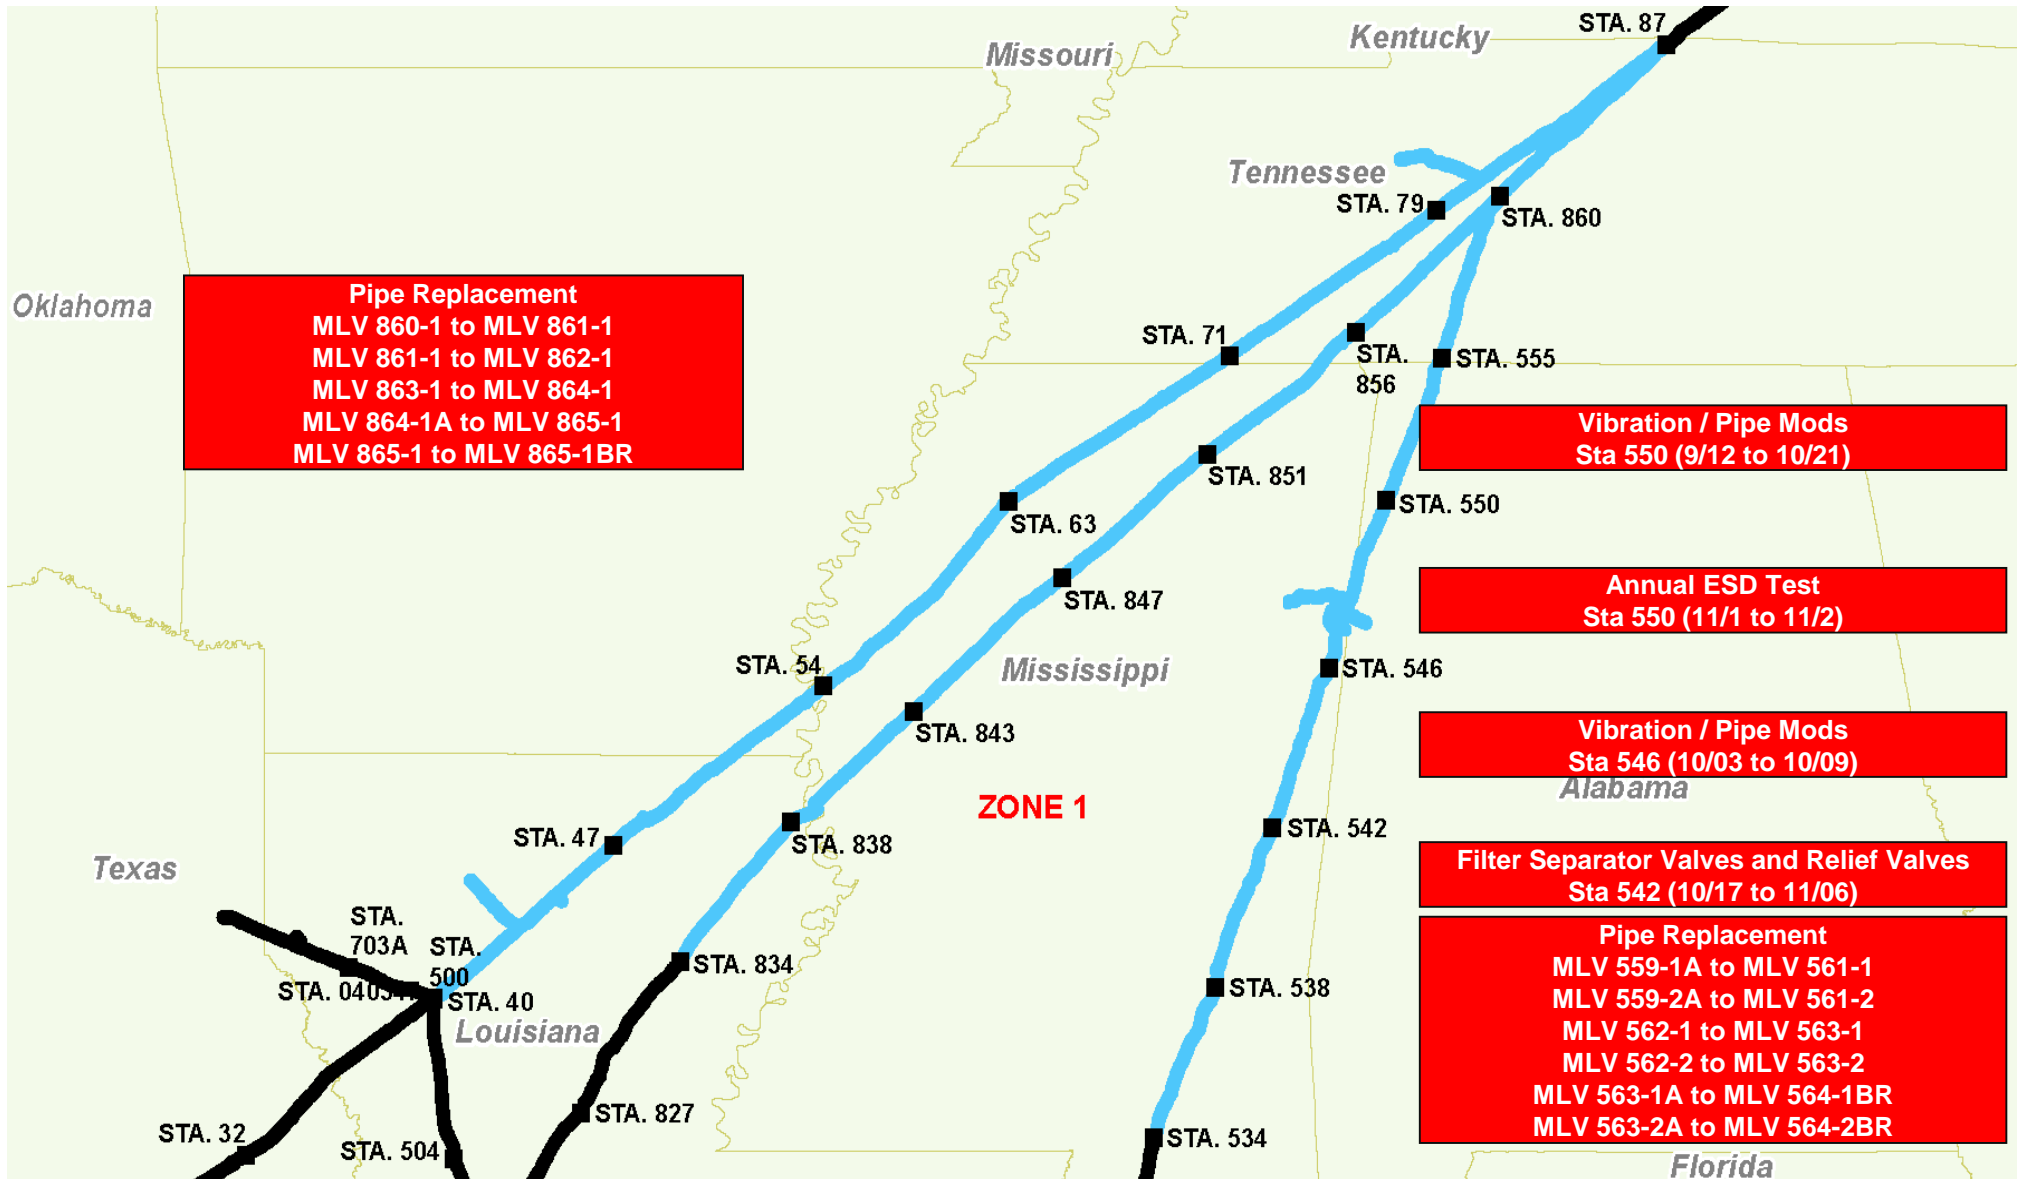 STA. 87
Kentucky
Missouri
Tennessee
STA. 79
STA. 860
Oklahoma
Pipe Replacement
MLV 860-1 to MLV 861-1
MLV 861-1 to MLV 862-1
MLV 863-1 to MLV 864-1
MLV 864-1A to MLV 865-1
MLV 865-1 to MLV 865-1BR
STA. 71
STA.
856
STA. 555
Vibration / Pipe Mods
Sta 550 (9/12 to 10/21)
STA. 851
STA. 550
STA. 63
Annual ESD Test
Sta 550 (11/1 to 11/2)
STA. 847
STA. 54
Mississippi
STA. 546
STA. 843
Vibration / Pipe Mods
Sta 546 (10/03 to 10/09)
Alabama
ZONE 1
STA. 47
STA. 838
STA. 542
Texas
Filter Separator Valves and Relief Valves
Sta 542 (10/17 to 11/06)
STA.
703A
STA.
500
STA. 834
STA. 538
STA.
STA. 40
Louisiana
Pipe Replacement
MLV 559-1A to MLV 561-1
MLV 559-2A to MLV 561-2
MLV 562-1 to MLV 563-1
MLV 562-2 to MLV 563-2
MLV 563-1A to MLV 564-1BR
MLV 563-2A to MLV 564-2BR
STA. 827
STA. 32
STA. 504
STA. 534
Florida